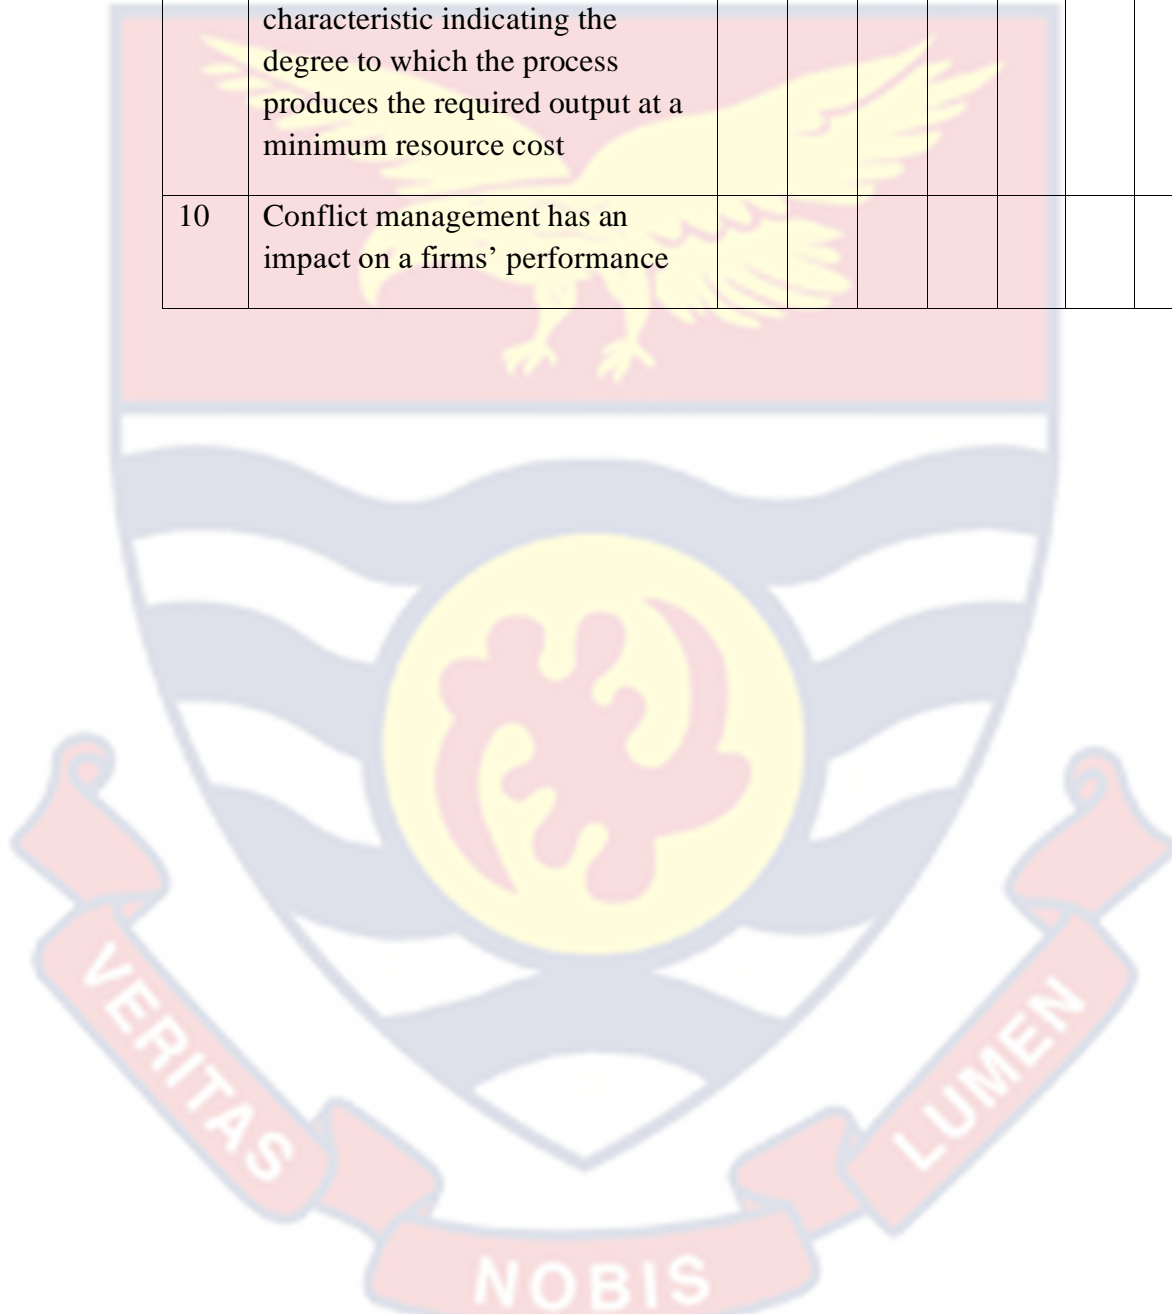 characteristic indicating the
degree to which the process
produces the required output at a
minimum resource cost
10 Conflict management has an
impact on a firms’ performance
VERITAS
NOBIS
LUMEN